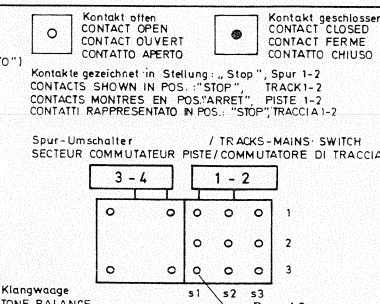 Kontakt offen
CONTACT OPEN
CONTACT OUVERT
CONTATTO APERTO
Kontakt geschlossen
CONTACT CLOSED
CONTACT FERME
CONTATTO CHIUSO
TO")
Kontakte gezeichnet in Stellung: „ Stop ", Spur 1-2
CONTACTS SHOWN IN POS. :"STOP", TRACK1-2
CONTACTS MONTRES EN POS."ARRET", PISTE 1-2
CONTATTI RAPPRESENTATO IN POS.: "STOP",TRACCIA 1-2
Spur-Umschalter / TRACKS-MAINS- SWITCH
SECTEUR COMMUTATEUR PISTE/COMMUTATORE DI TRACCIA
3-4 1-2
1
2
3
Klangwaage s1 s2 s3
TONE BALANCE